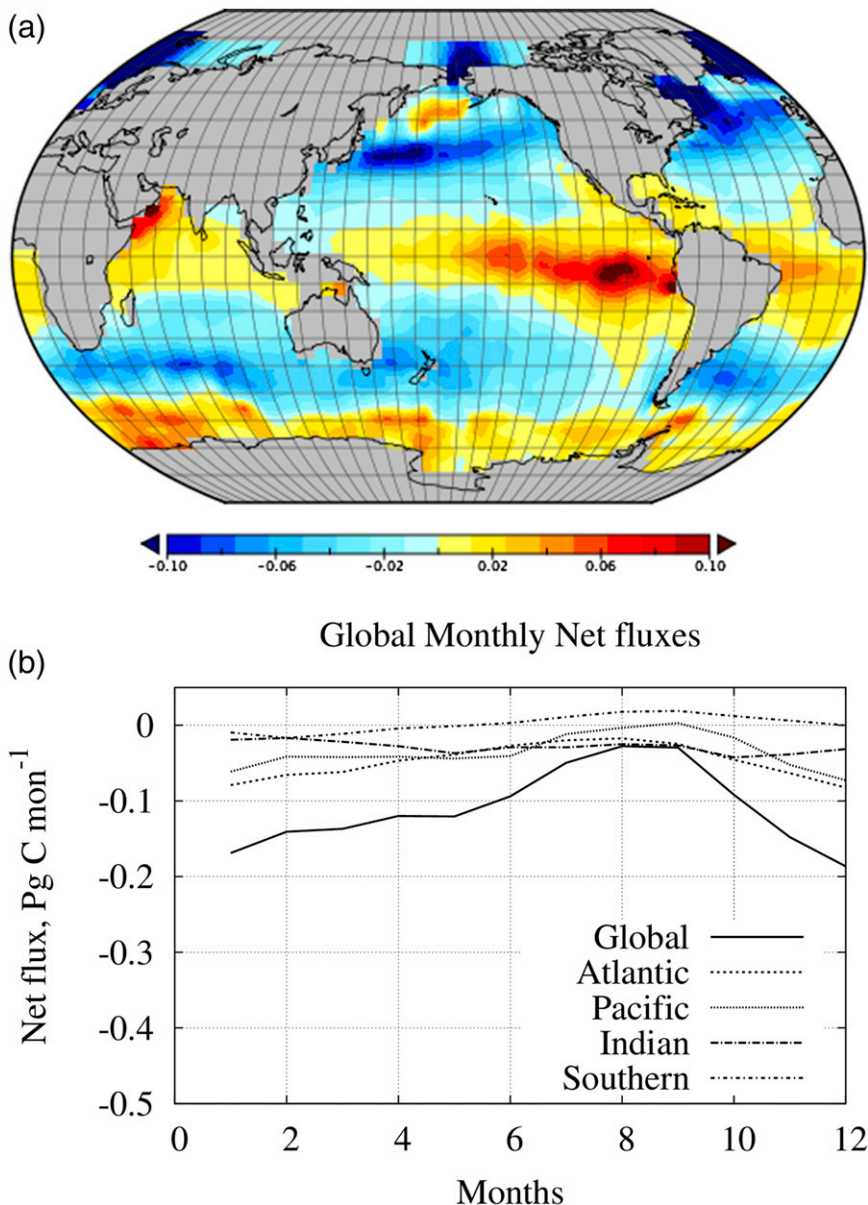 (a)
-0.10 -0.06 -0.02 0.02 0.06 0.10
Global Monthly Net fluxes
(b)
0
-0.1
-0.2
-0.3
-0.4
-0.5
Net flux, Pg C mon⁻¹
Global
Atlantic
Pacific
Indian
Southern
0 2 4 6 8 10 12
Months